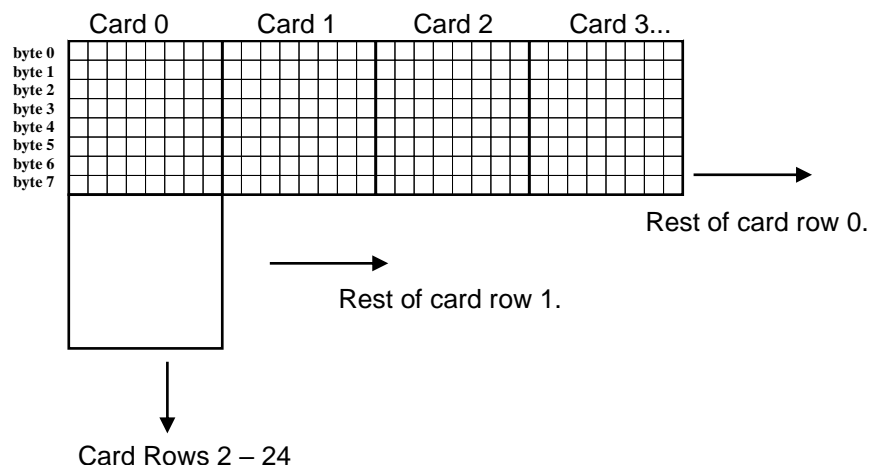 Card 0 Card 1 Card 2 Card 3...
byte 0
byte 1
byte 2
byte 3
byte 4
byte 5
byte 6
byte 7
Rest of card row 0.
Rest of card row 1.
Card Rows 2 – 24